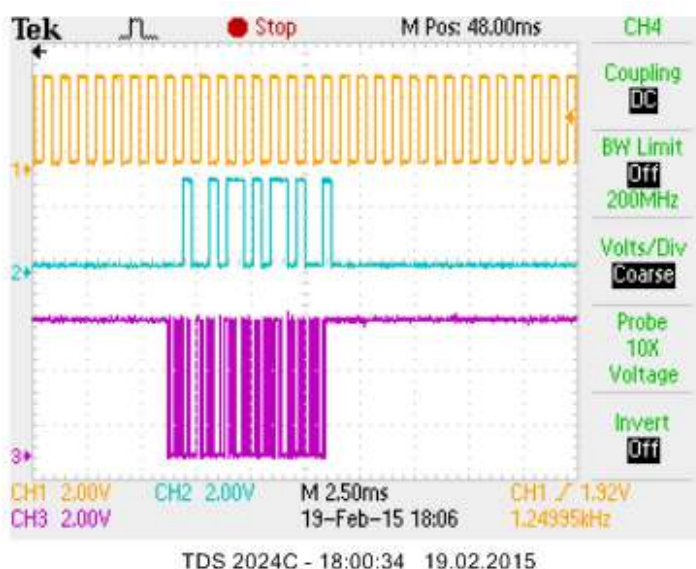 Tek Stop M Pos: 48.00ms CH4
Coupling
DC
BW Limit
Off
200MHz
Volts/Div
Coarse
Probe
10X
Voltage
Invert
Off
1
2
3
CH1 2.00V CH2 2.00V M 2.50ms CH1 / 1.92V
CH3 2.00V 19-Feb-15 18:06 1.24995kHz
TDS 2024C - 18:00:34 19.02.2015